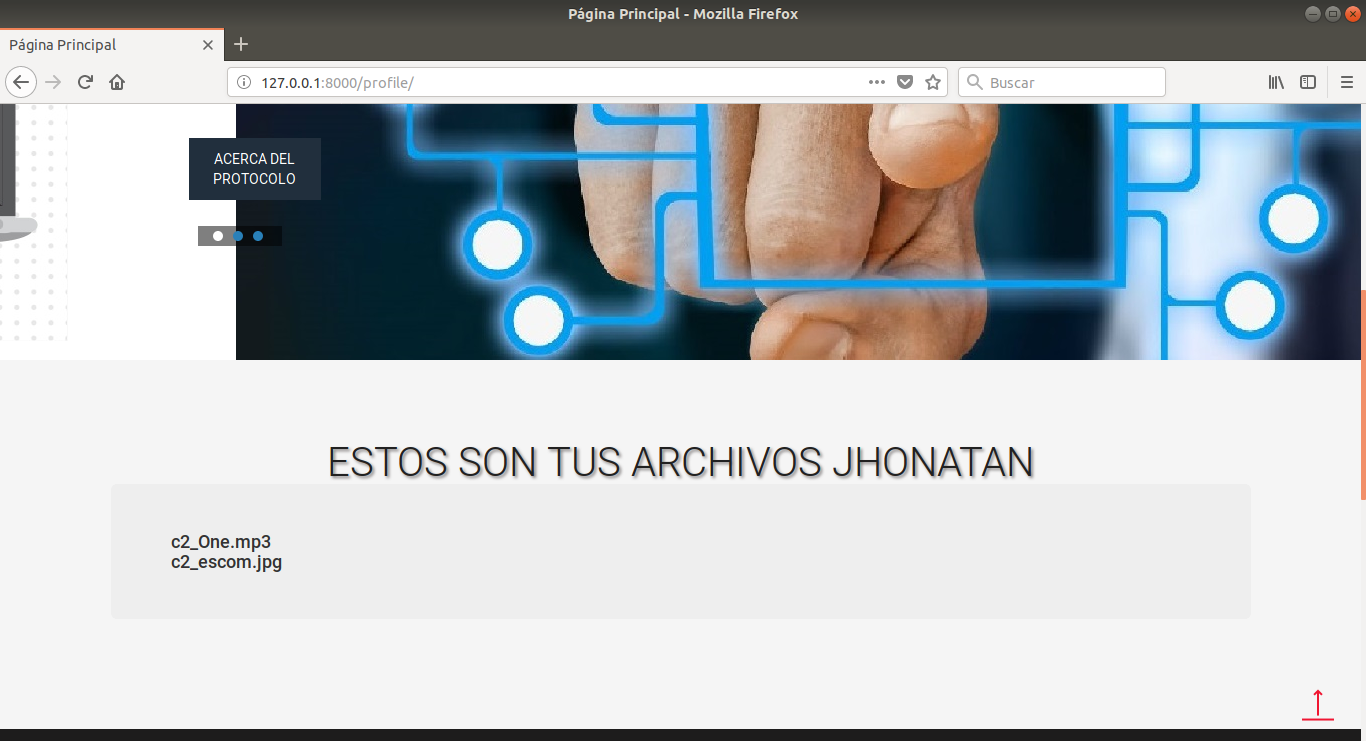 Página Principal - Mozilla Firefox
Página Principal
127.0.0.1:8000/profile/
Buscar
ACERCA DEL
PROTOCOLO
ESTOS SON TUS ARCHIVOS JHONATAN
c2_One.mp3
c2_escom.jpg